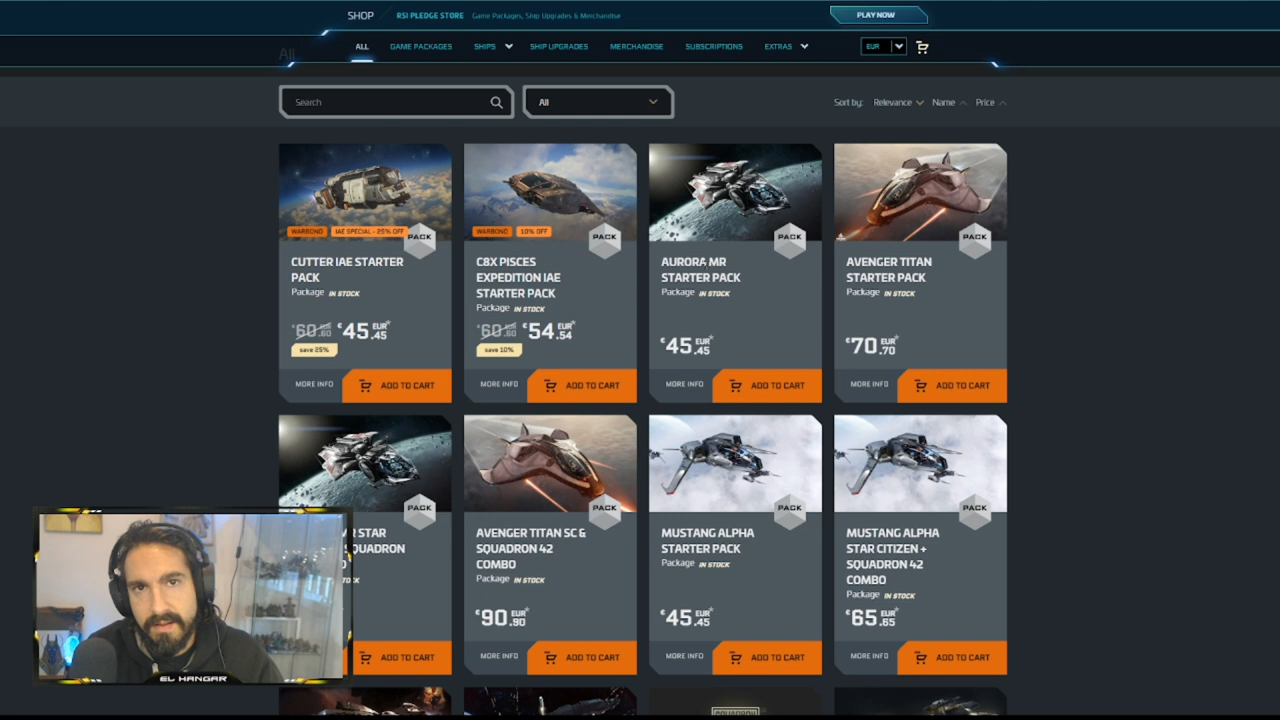 SHOP
RSI PLEDGE STORE Game Packages, Ship Upgrades & Merchandise
PLAY NOW
All
ALL GAME PACKAGES SHIPS SHIP UPGRADES MERCHANDISE SUBSCRIPTIONS EXTRAS EUR
Search
All
Sort by: Relevance Name Price
WARBOND IAE SPECIAL - 25% OFF
PACK
CUTTER IAE STARTER
PACK
Package IN STOCK
€60.60 EUR €45.45 EUR*
save 25%
MORE INFO ADD TO CART
WARBOND 10% OFF
PACK
C8X PISCES
EXPEDITION IAE
STARTER PACK
Package IN STOCK
€60.60 EUR €54.54 EUR*
save 10%
MORE INFO ADD TO CART
PACK
AURORA MR
STARTER PACK
Package IN STOCK
€45.45 EUR*
MORE INFO ADD TO CART
PACK
AVENGER TITAN
STARTER PACK
Package IN STOCK
€70.70 EUR*
MORE INFO ADD TO CART
PACK
STAR
SQUADRON
ADD TO CART
PACK
AVENGER TITAN SC &
SQUADRON 42
COMBO
Package IN STOCK
€90.90 EUR*
MORE INFO ADD TO CART
PACK
MUSTANG ALPHA
STARTER PACK
Package IN STOCK
€45.45 EUR*
MORE INFO ADD TO CART
PACK
MUSTANG ALPHA
STAR CITIZEN +
SQUADRON 42
COMBO
Package IN STOCK
€65.65 EUR*
MORE INFO ADD TO CART
EL HANGAR